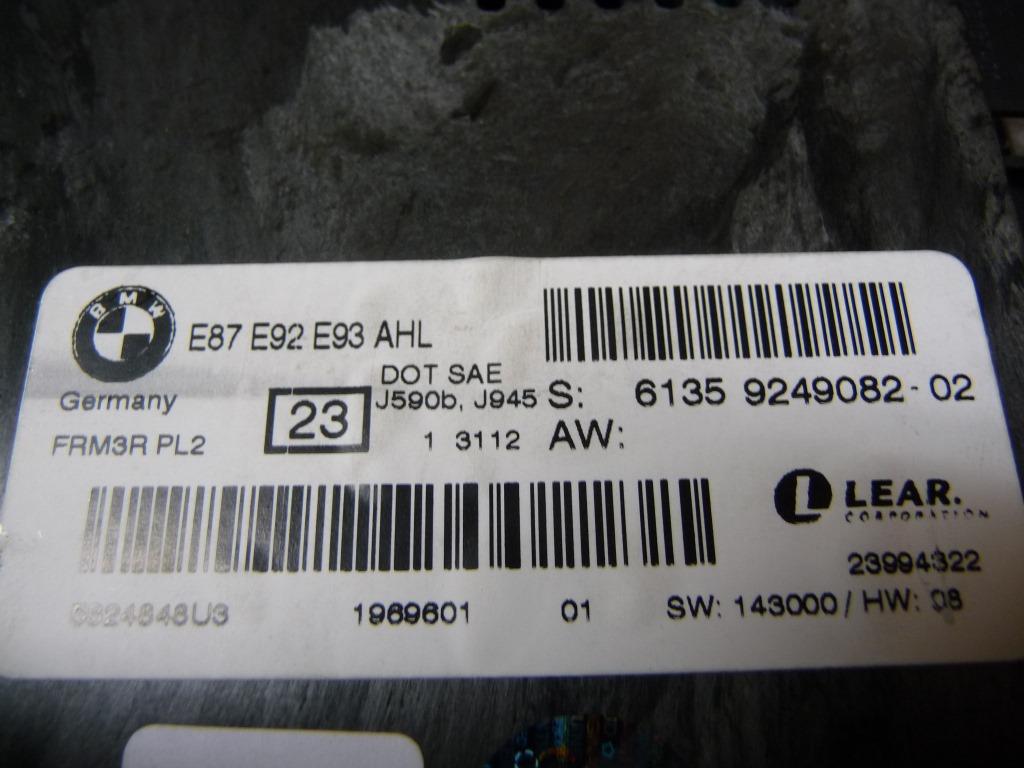 BMW
E87 E92 E93 AHL
DOT SAE
J590b, J945
S: 6135 9249082-02
Germany
23
FRM3R PL2
1 3112
AW:
LEAR.
CORPORATION
23994322
1969601 01 SW: 143000 / HW: 08